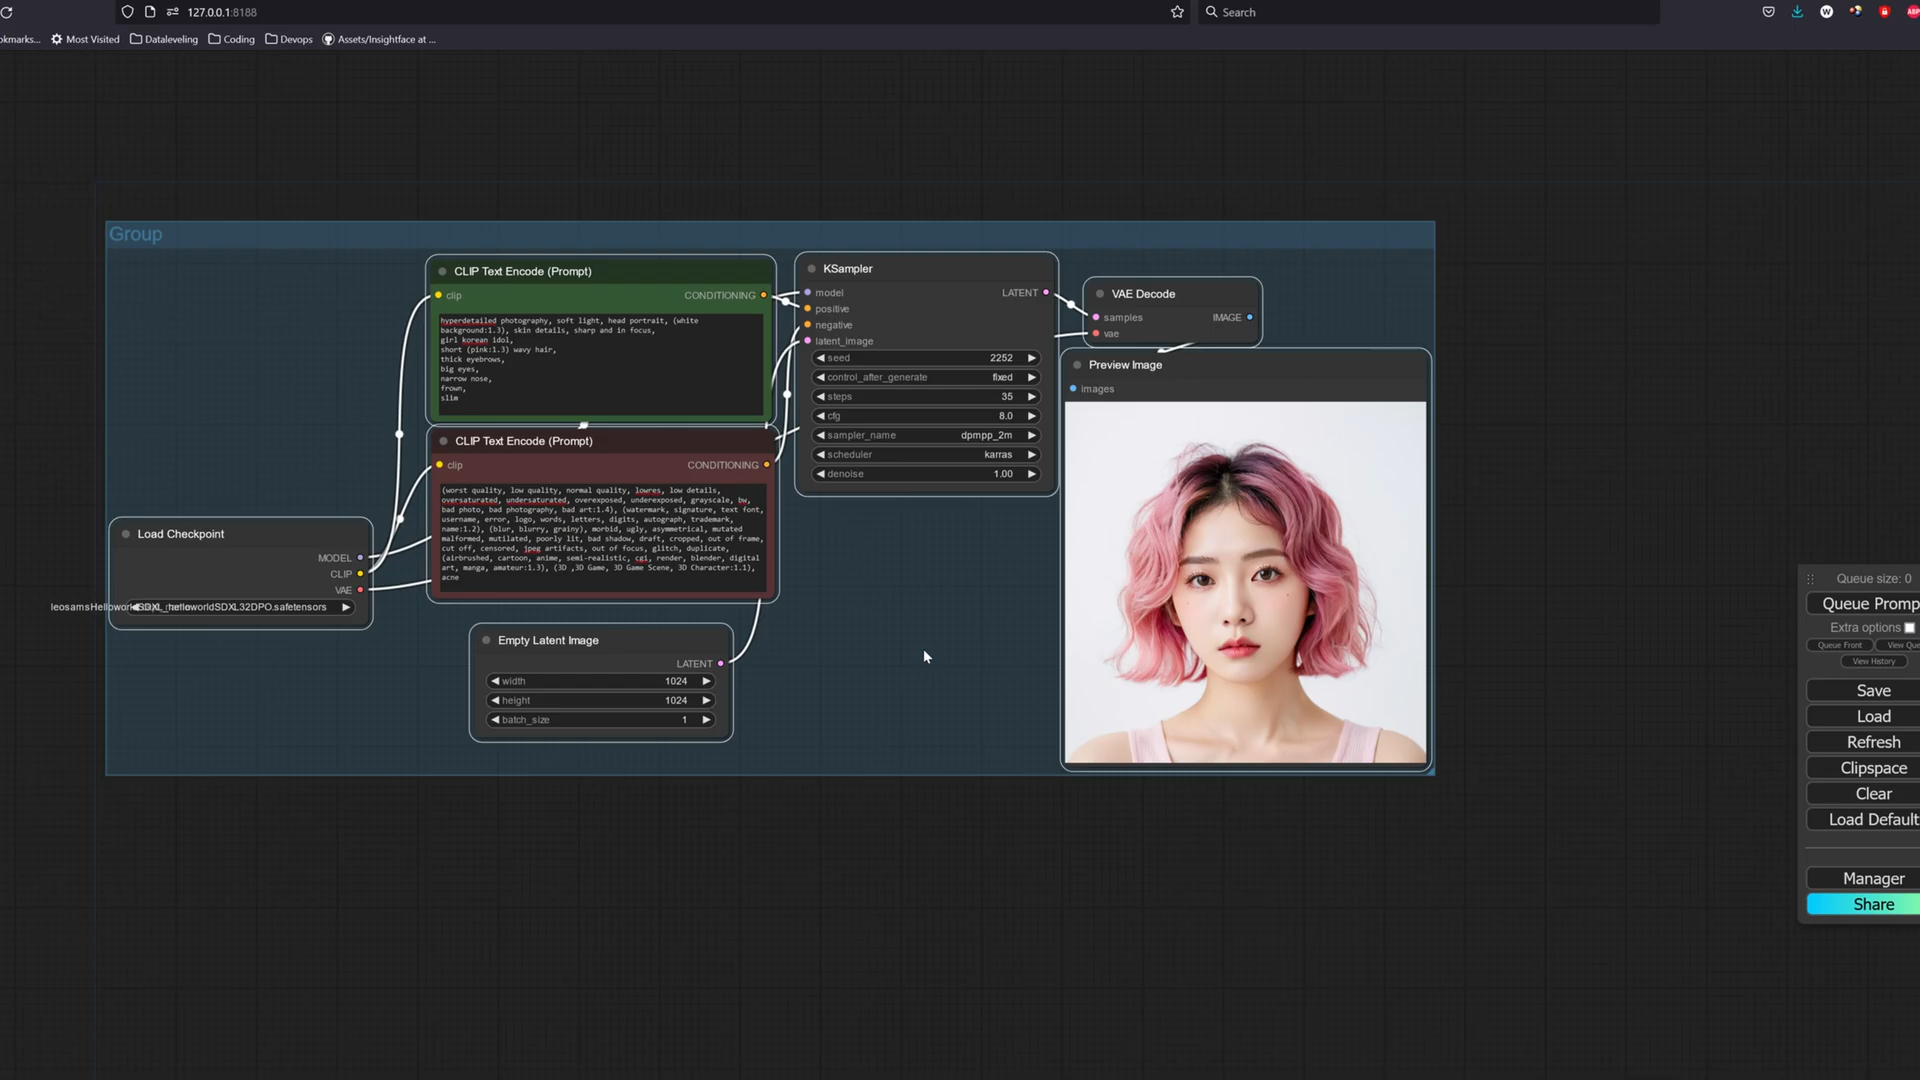 127.0.0.1:8188
Search
okmarks...
Most Visited
Dataleveling
Coding
Devops
Assets/Insightface at ...
Group
CLIP Text Encode (Prompt)
clip
CONDITIONING
hyperdetailed photography, soft light, head portrait, (white
background:1.3), skin details, sharp and in focus,
girl korean idol,
short (pink:1.3) wavy hair,
thick eyebrows,
big eyes,
narrow nose,
frown,
slim
CLIP Text Encode (Prompt)
clip
CONDITIONING
(worst quality, low quality, normal quality, lowres, low details,
oversaturated, undersaturated, overexposed, underexposed, grayscale, bw,
bad photo, bad photography, bad art:1.4), (watermark, signature, text font,
username, error, logo, words, letters, digits, autograph, trademark,
name:1.2), (blur, blurry, grainy), morbid, ugly, asymmetrical, mutated
malformed, mutilated, poorly lit, bad shadow, draft, cropped, out of frame,
cut off, censored, jpeg artifacts, out of focus, glitch, duplicate,
(airbrushed, cartoon, anime, semi-realistic, cgi, render, blender, digital
art, manga, amateur:1.3), (3D ,3D Game, 3D Game Scene, 3D Character:1.1),
acne
Load Checkpoint
MODEL
CLIP
VAE
helloworldSDXL32DPO.safetensors
Empty Latent Image
LATENT
width 1024
height 1024
batch_size 1
KSampler
model LATENT
positive
negative
latent_image
seed 2252
control_after_generate fixed
steps 35
cfg 8.0
sampler_name dpmpp_2m
scheduler karras
denoise 1.00
VAE Decode
samples IMAGE
vae
Preview Image
images
Queue size: 0
Queue Promp
Extra options
Queue Front
View Que
View History
Save
Load
Refresh
Clipspace
Clear
Load Default
Manager
Share